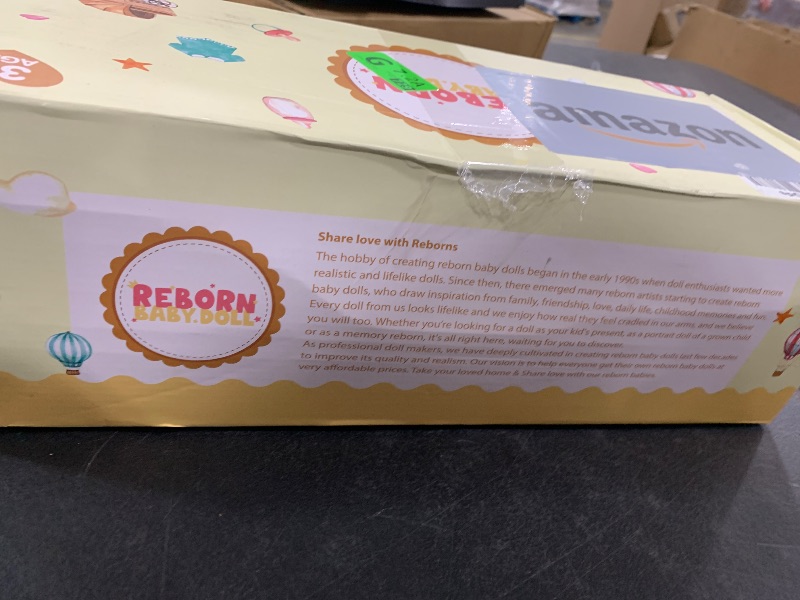 3
AG
REBORN
BABY.DOLL
G
amazon
REBORN
BABY.DOLL
Share love with Reborns
The hobby of creating reborn baby dolls began in the early 1990s when doll enthusiasts wanted more
realistic and lifelike dolls. Since then, there emerged many reborn artists starting to create reborn
baby dolls, who draw inspiration from family, friendship, love, daily life, childhood memories and fun.
Every doll from us looks lifelike and we enjoy how real they feel cradled in our arms, and we believe
you will too. Whether you're looking for a doll as your kid's present, as a portrait doll of a grown child
or as a memory reborn, it's all right here, waiting for you to discover.
As professional doll makers, we have deeply cultivated in creating reborn baby dolls last few decades
to improve its quality and realism. Our vision is to help everyone get their own reborn baby dolls at
very affordable prices. Take your loved home & Share love with our reborn babies.